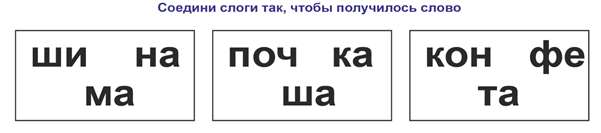 Соедини слоги так, чтобы получилось слово
ши на
ма
поч ка
ша
кон фе
та